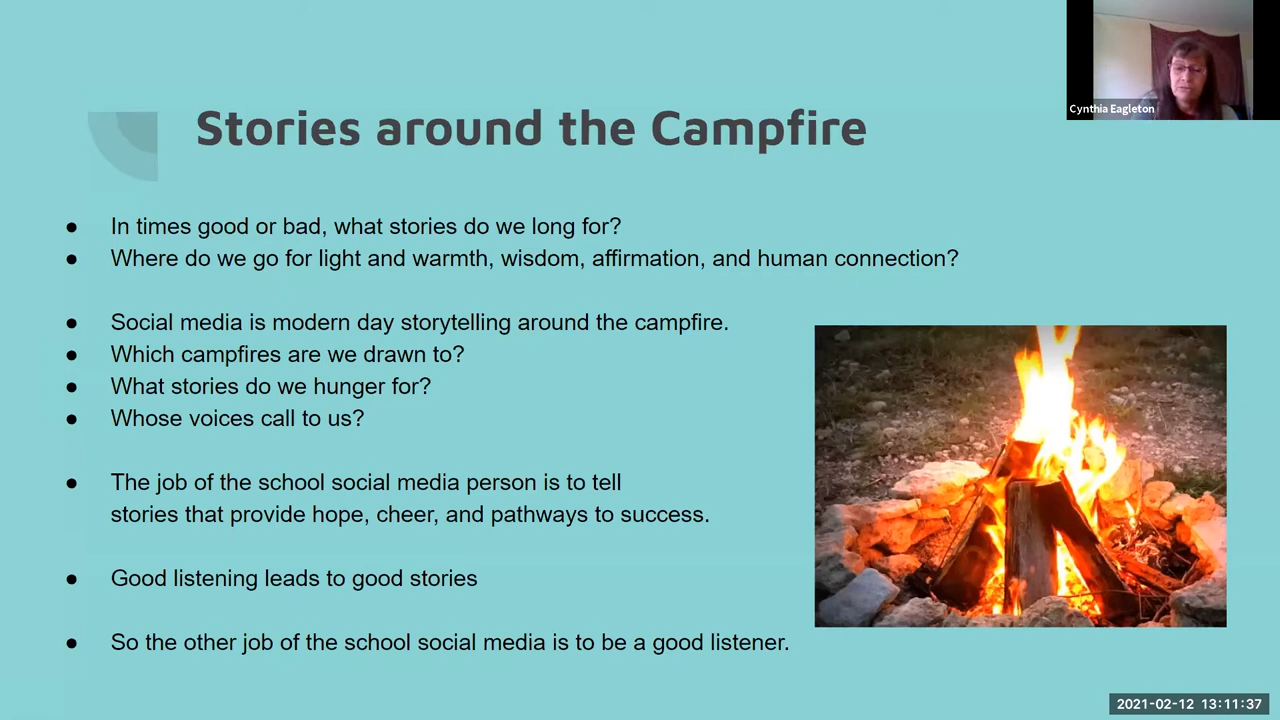 Cynthia Eagleton
Stories around the Campfire
● In times good or bad, what stories do we long for?
● Where do we go for light and warmth, wisdom, affirmation, and human connection?
● Social media is modern day storytelling around the campfire.
● Which campfires are we drawn to?
● What stories do we hunger for?
● Whose voices call to us?
● The job of the school social media person is to tell
stories that provide hope, cheer, and pathways to success.
● Good listening leads to good stories
● So the other job of the school social media is to be a good listener.
2021-02-12 13:11:37